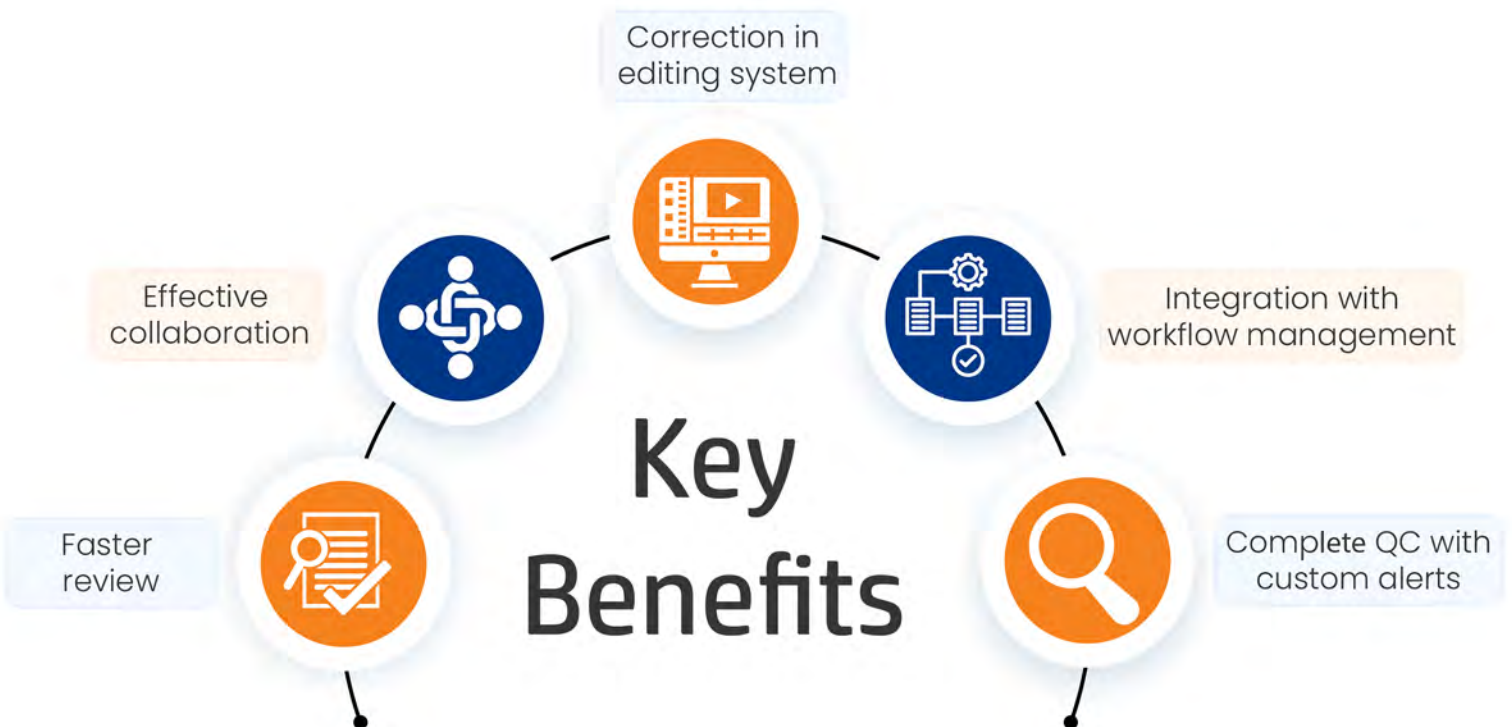 Correction in
editing system
Effective
collaboration
Integration with
workflow management
Key
Benefits
Faster
review
Complete QC with
custom alerts